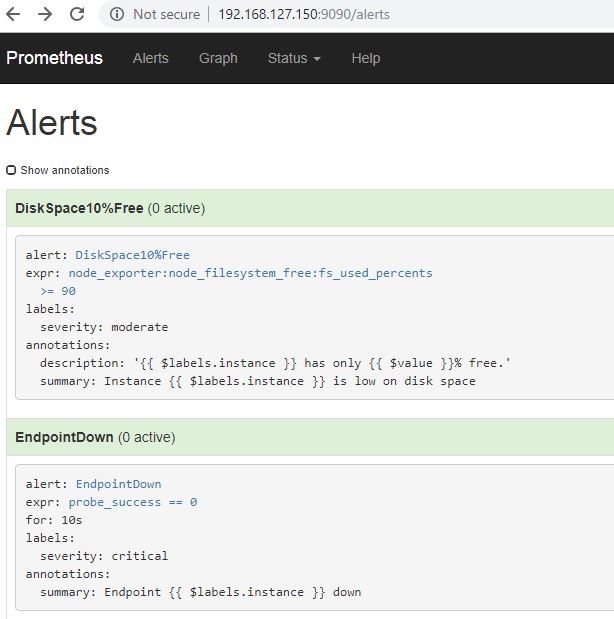 Not secure | 192.168.127.150:9090/alerts
Prometheus Alerts Graph Status Help
Alerts
Show annotations
DiskSpace10%Free (0 active)
alert: DiskSpace10%Free
expr: node_exporter:node_filesystem_free:fs_used_percents
  >= 90
labels:
  severity: moderate
annotations:
  description: '{{ $labels.instance }} has only {{ $value }}% free.'
  summary: Instance {{ $labels.instance }} is low on disk space
EndpointDown (0 active)
alert: EndpointDown
expr: probe_success == 0
for: 10s
labels:
  severity: critical
annotations:
  summary: Endpoint {{ $labels.instance }} down